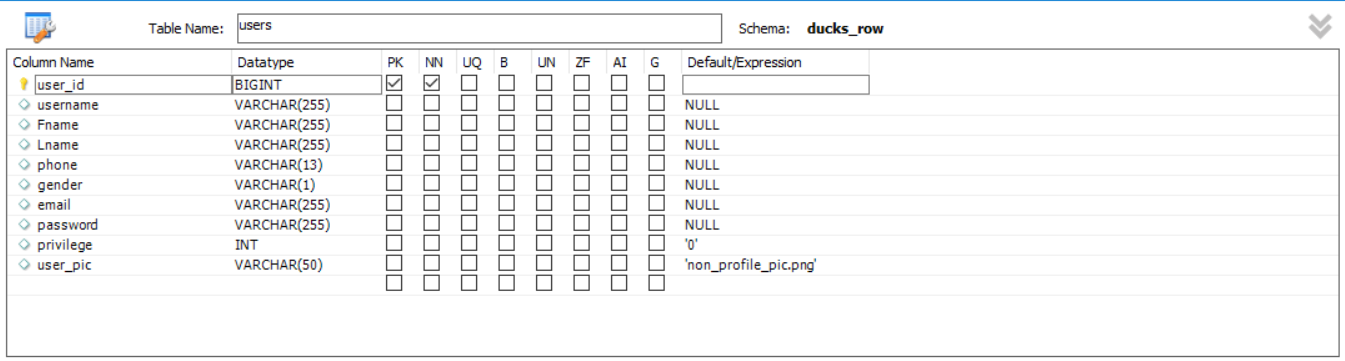 Table Name: users Schema: ducks_row
Column Name Datatype PK NN UQ B UN ZF AI G Default/Expression
user_id BIGINT
username VARCHAR(255) NULL
Fname VARCHAR(255) NULL
Lname VARCHAR(255) NULL
phone VARCHAR(13) NULL
gender VARCHAR(1) NULL
email VARCHAR(255) NULL
password VARCHAR(255) NULL
privilege INT '0'
user_pic VARCHAR(50) 'non_profile_pic.png'